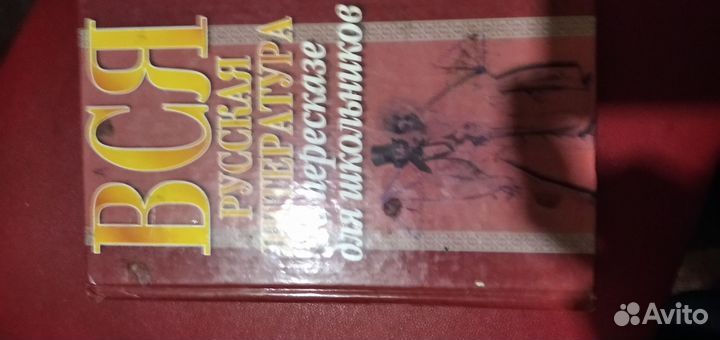 ВСЯ
РУССКАЯ
ЛИТЕРАТУРА
пересказе
для школьников
Avito